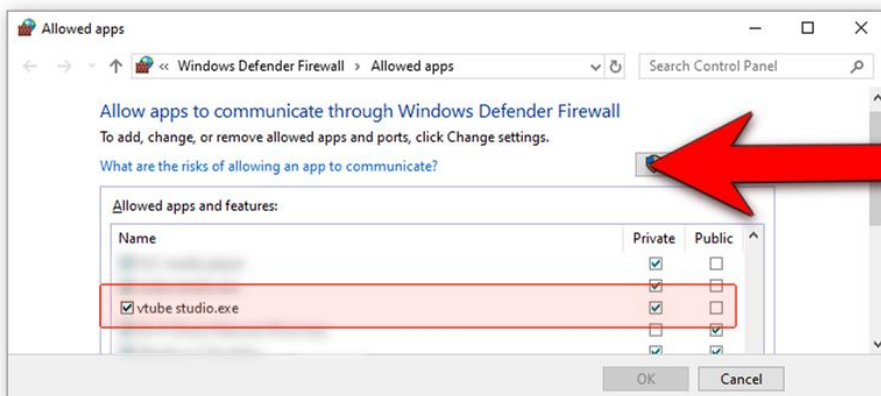 Allowed apps
« Windows Defender Firewall > Allowed apps
Search Control Panel
Allow apps to communicate through Windows Defender Firewall
To add, change, or remove allowed apps and ports, click Change settings.
What are the risks of allowing an app to communicate?
Allowed apps and features:
Name Private Public
vtube studio.exe
OK Cancel